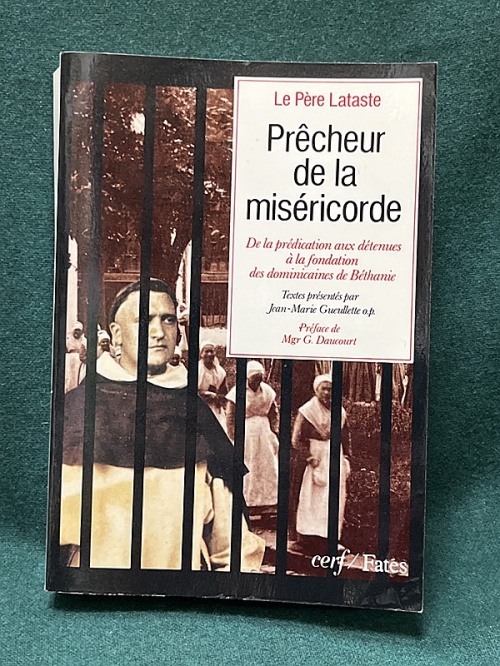 Le Père Lataste
Prêcheur
de la
miséricorde
De la prédication aux détenues
à la fondation
des dominicaines de Béthanie
Textes présentés par
Jean-Marie Gueullette o.p.
Préface de
Mgr G. Daucourt
cerf/Fates